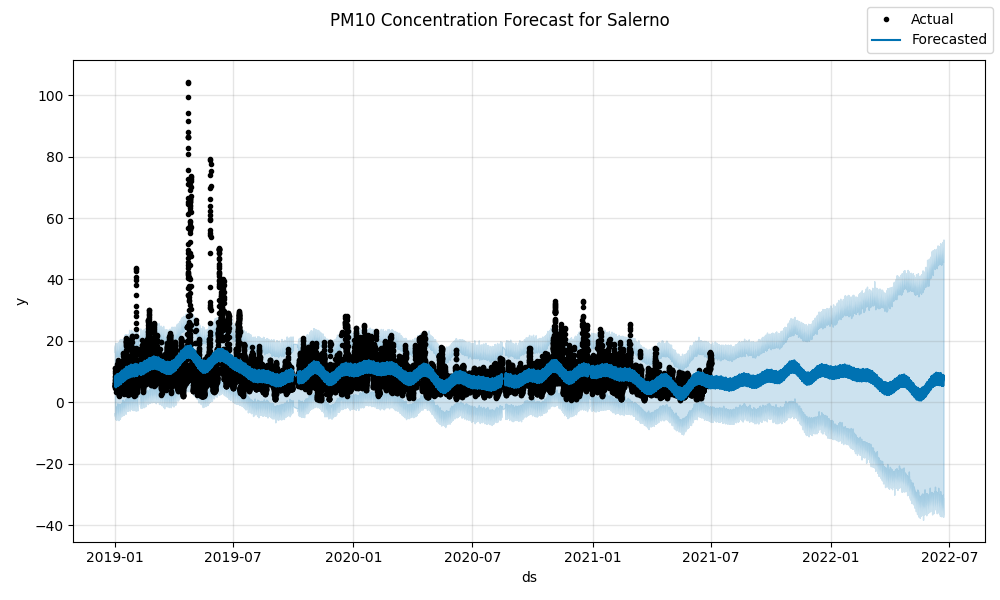 PM10 Concentration Forecast for Salerno
Actual
Forecasted
y
100
80
60
40
20
0
−20
−40
2019-01 2019-07 2020-01 2020-07 2021-01 2021-07 2022-01 2022-07
ds